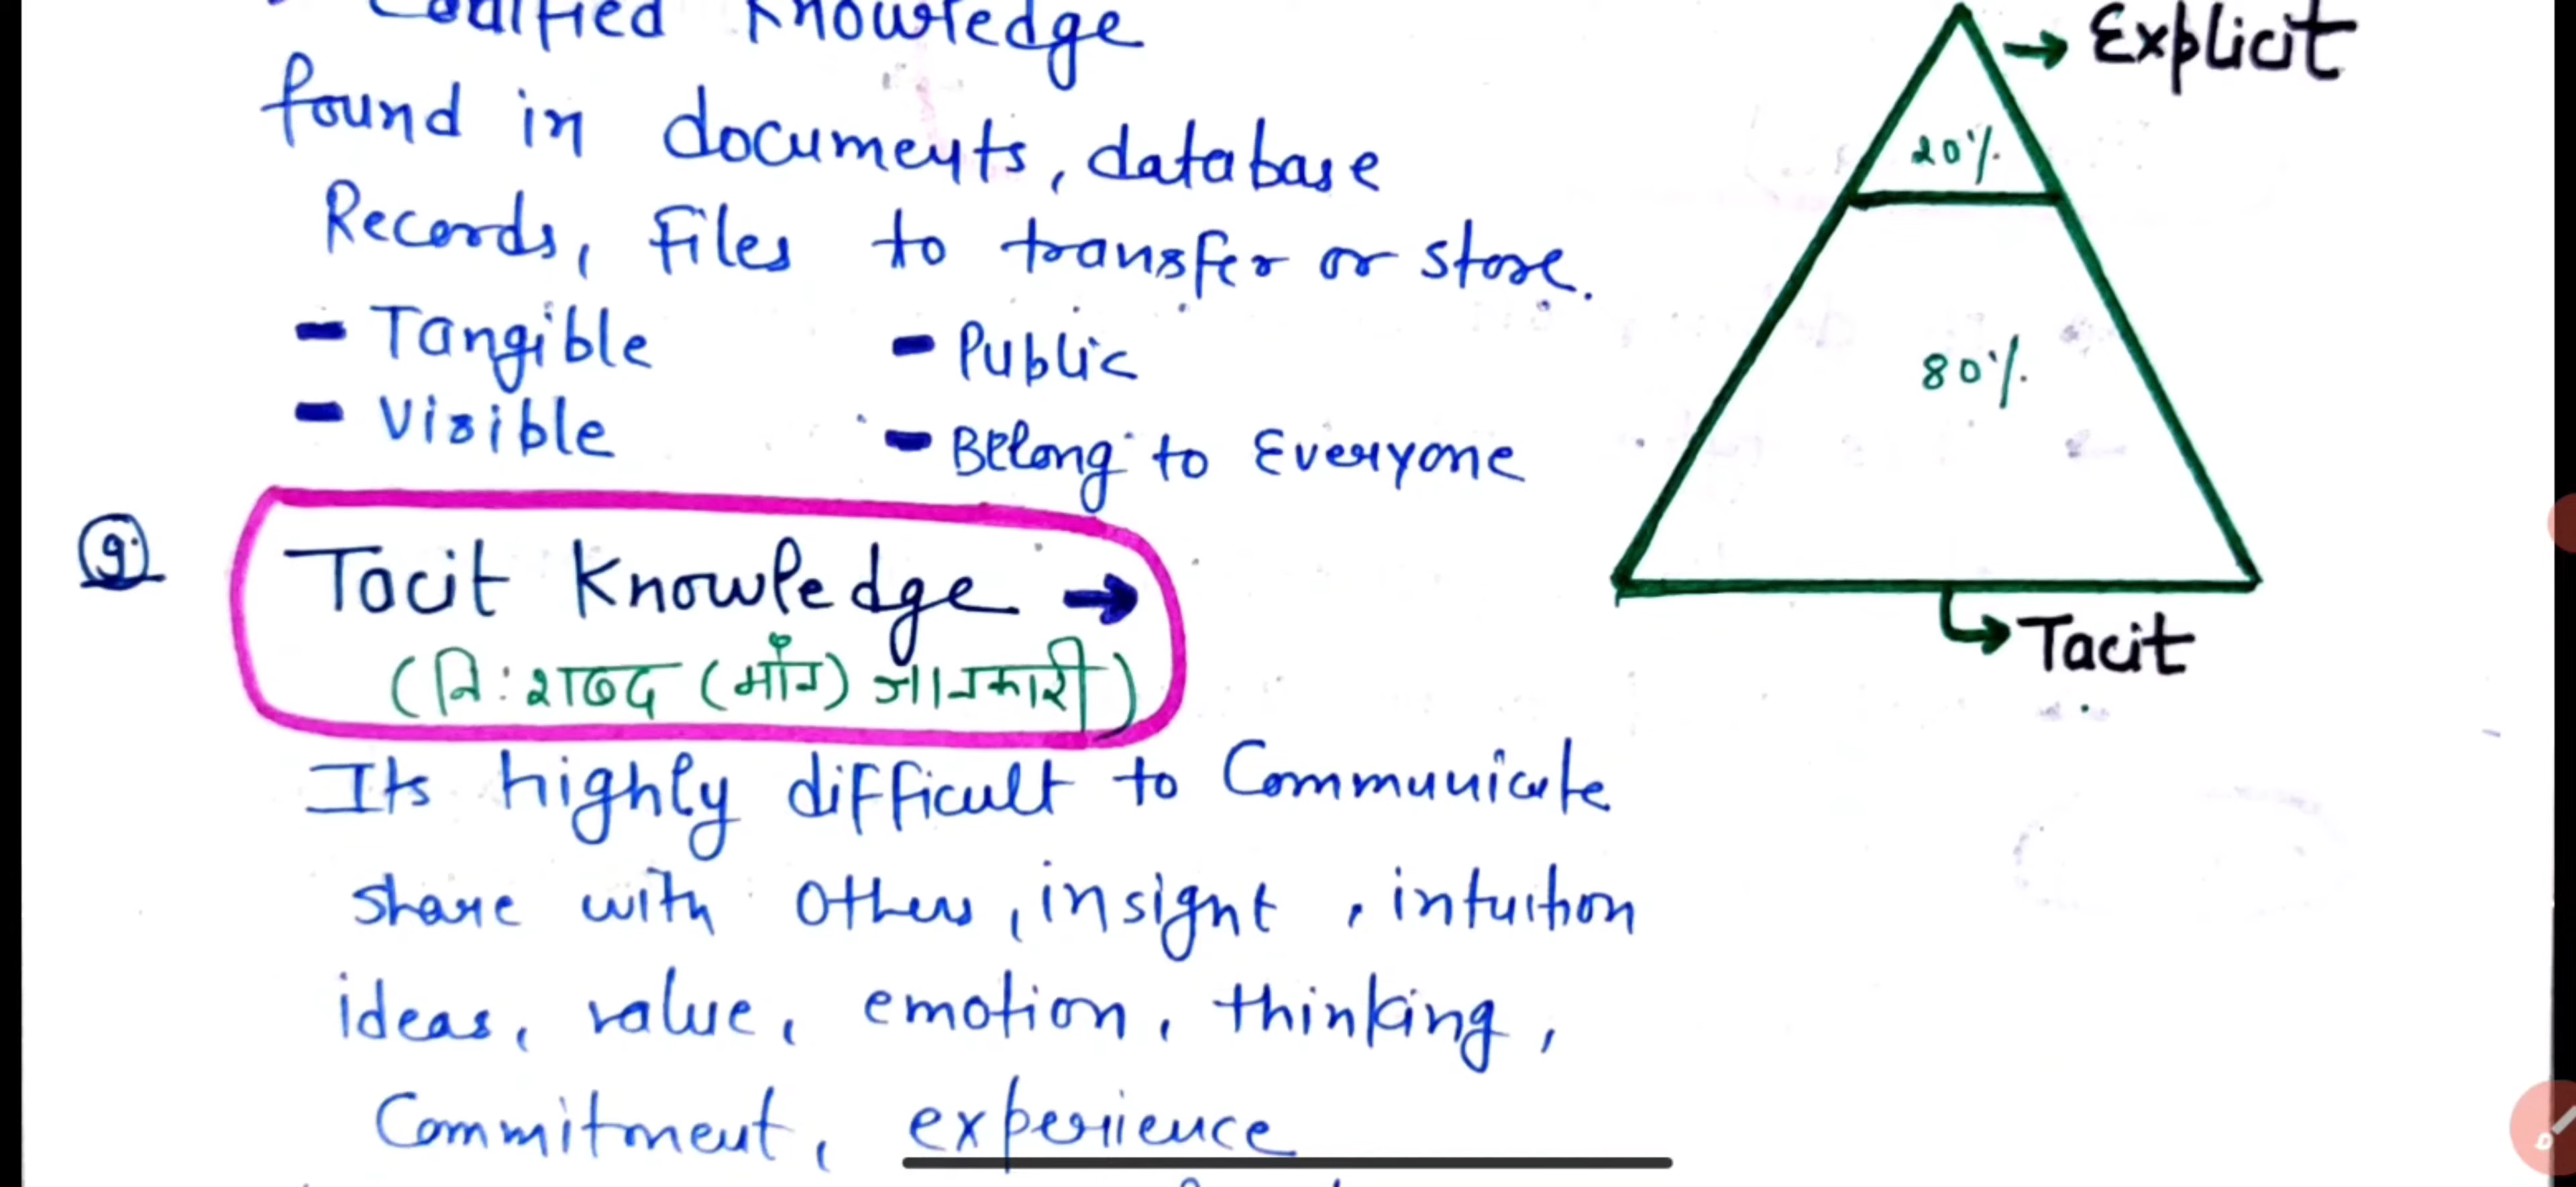 Codified Knowledge
found in documents, database
Records, Files to transfer or store.
- Tangible
- Visible
- Public
- Belong to Everyone
Explicit
20%
80%
Tacit
9.
Tacit Knowledge →
(नि:शब्द (मौन) जानकारी)
Its highly difficult to Communicate
share with others, insight, intuition
ideas, value, emotion, thinking,
Commitment, experience